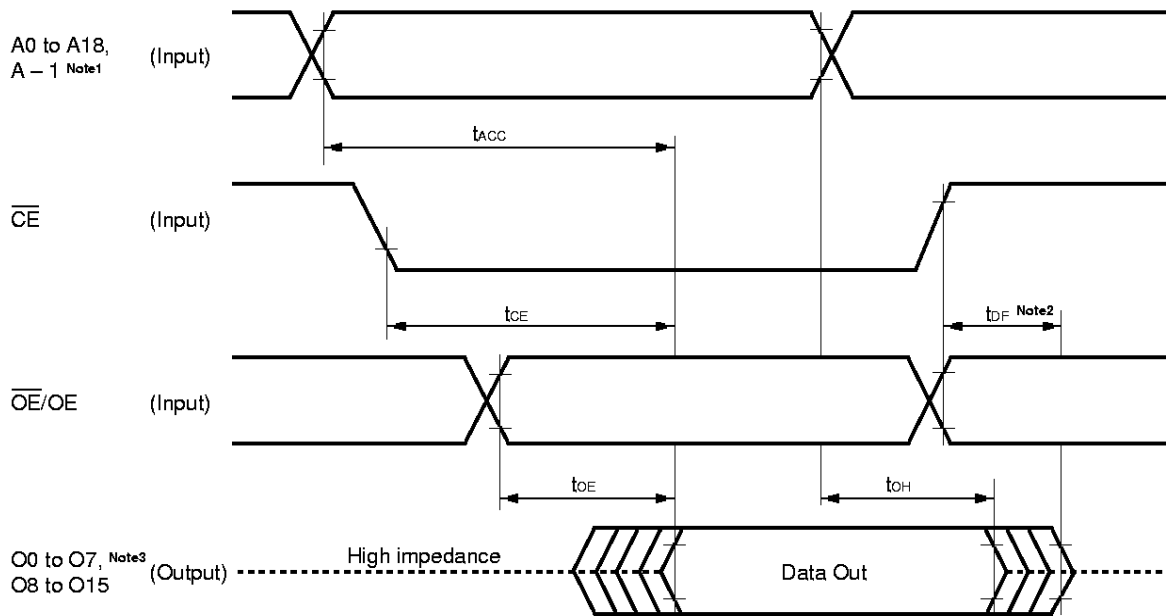 A0 to A18,
A – 1 Note1
(Input)
tACC
CE
(Input)
tCE
tDF Note2
OE/OE
(Input)
tOE
tOH
O0 to O7, Note3
O8 to O15
(Output)
High impedance
Data Out